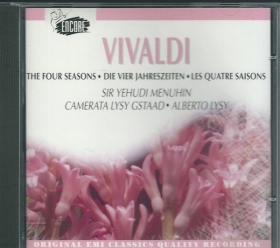 ENCORE
VIVALDI
THE FOUR SEASONS • DIE VIER JAHRESZEITEN • LES QUATRE SAISONS
SIR YEHUDI MENUHIN
CAMERATA LYSY GSTAAD • ALBERTO LYSY
ORIGINAL EMI CLASSICS QUALITY RECORDING